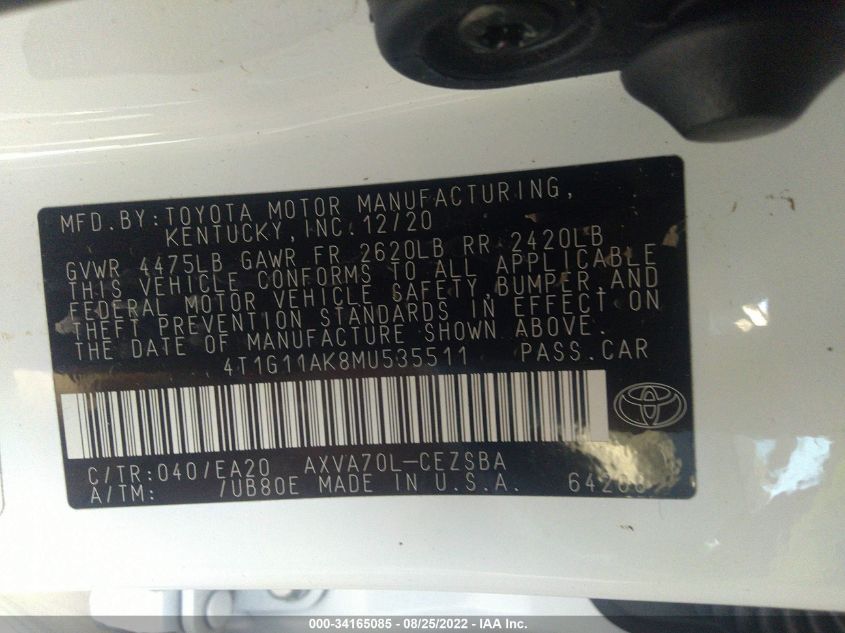 MFD. BY: TOYOTA MOTOR MANUFACTURING,
KENTUCKY, INC. 12/20
GVWR 4475LB GAWR FR 2620LB RR 2420LB
THIS VEHICLE CONFORMS TO ALL APPLICABLE
FEDERAL MOTOR VEHICLE SAFETY, BUMPER, AND
THEFT PREVENTION STANDARDS IN EFFECT ON
THE DATE OF MANUFACTURE SHOWN ABOVE.
4T1G11AK8MU535511 PASS. CAR
C/TR: 040/EA20 AXVA70L-CEZSBA
A/TM: /UB80E MADE IN U.S.A.
000-34165085 - 08/25/2022 - IAA Inc.